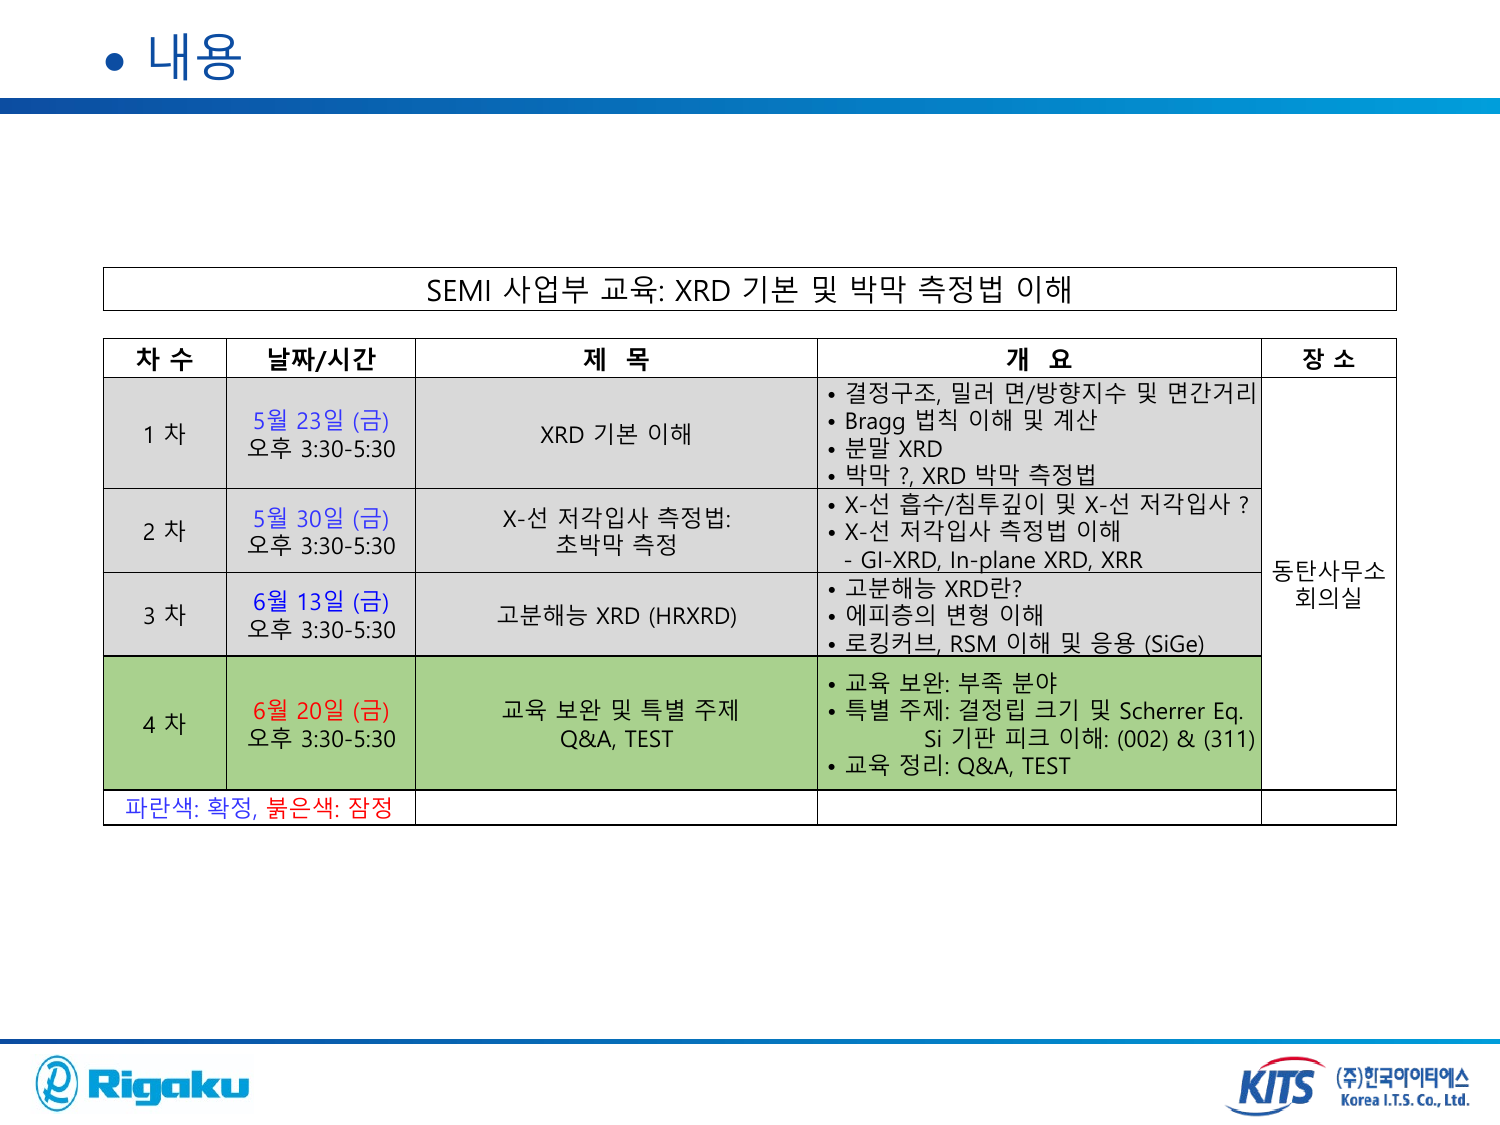 • 내용
SEMI 사업부 교육: XRD 기본 및 박막 측정법 이해
차 수 날짜/시간 제 목 개 요 장 소
1 차
5월 23일 (금)
오후 3:30-5:30
XRD 기본 이해
• 결정구조, 밀러 면/방향지수 및 면간거리
• Bragg 법칙 이해 및 계산
• 분말 XRD
• 박막 ?, XRD 박막 측정법
2 차
5월 30일 (금)
오후 3:30-5:30
X-선 저각입사 측정법:
초박막 측정
• X-선 흡수/침투깊이 및 X-선 저각입사 ?
• X-선 저각입사 측정법 이해
- GI-XRD, In-plane XRD, XRR
3 차
6월 13일 (금)
오후 3:30-5:30
고분해능 XRD (HRXRD)
• 고분해능 XRD란?
• 에피층의 변형 이해
• 로킹커브, RSM 이해 및 응용 (SiGe)
4 차
6월 20일 (금)
오후 3:30-5:30
교육 보완 및 특별 주제
Q&A, TEST
• 교육 보완: 부족 분야
• 특별 주제: 결정립 크기 및 Scherrer Eq.
Si 기판 피크 이해: (002) & (311)
• 교육 정리: Q&A, TEST
동탄사무소
회의실
파란색: 확정, 붉은색: 잠정
Rigaku
KITS
(주)한국아이티에스
Korea I.T.S. Co., Ltd.